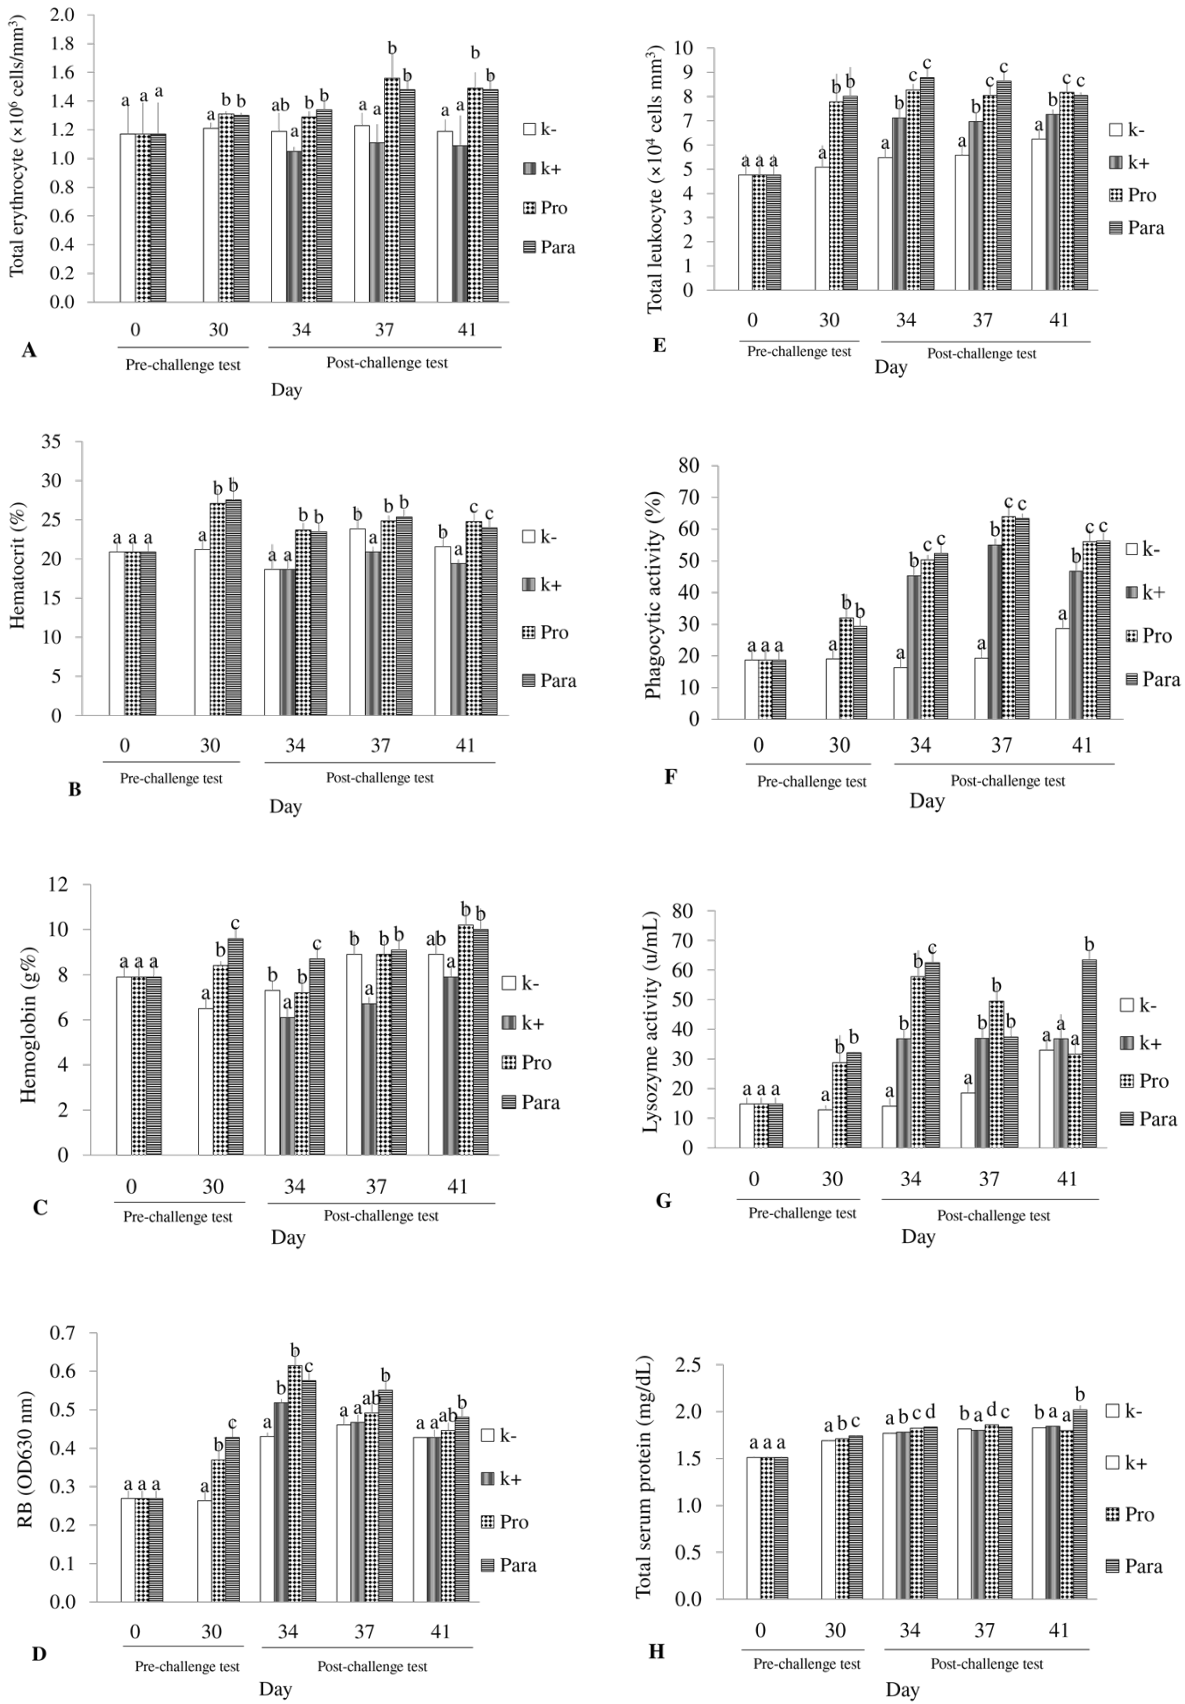 Total erythrocyte (×10⁶ cells/mm³)
2.0
1.8
1.6
1.4
1.2
1.0
0.8
0.6
0.4
0.2
0.0
a a a
a b b
ab a b b
a a b b
a a b b
0 30 34 37 41
Pre-challenge test Post-challenge test
Day
A
k-
k+
Pro
Para
Hematocrit (%)
35
30
25
20
15
10
5
0
a a a
a b b
a a b b
b a b b
b a c c
0 30 34 37 41
Pre-challenge test Post-challenge test
Day
B
k-
k+
Pro
Para
Hemoglobin (g%)
12
10
8
6
4
2
0
a a a
a b c
b a b c
b a b b
ab a b b
0 30 34 37 41
Pre-challenge test Post-challenge test
Day
C
k-
k+
Pro
Para
RB (OD630 nm)
0.7
0.6
0.5
0.4
0.3
0.2
0.1
0.0
a a a
a b c
a b b c
a a ab b
a a ab b
0 30 34 37 41
Pre-challenge test Post-challenge test
Day
D
k-
k+
Pro
Para
Total leukocyte (×10⁴ cells mm³)
10
9
8
7
6
5
4
3
2
1
0
a a a
a b b
a b c c
a b c c
a b c c
0 30 34 37 41
Pre-challenge test Post-challenge test
Day
E
k-
k+
Pro
Para
Phagocytic activity (%)
80
70
60
50
40
30
20
10
0
a a a
a b b
a b c c
a b c c
a b c c
0 30 34 37 41
Pre-challenge test Post-challenge test
Day
F
k-
k+
Pro
Para
Lysozyme activity (u/mL)
80
70
60
50
40
30
20
10
0
a a a
a b b
a b b c
a b b b
a a a b
0 30 34 37 41
Pre-challenge test Post-challenge test
Day
G
k-
k+
Pro
Para
Total serum protein (mg/dL)
2.5
2.0
1.5
1.0
0.5
0.0
a a a
a b c
a b c d
b a d c
b a a b
0 30 34 37 41
Pre-challenge test Post-challenge test
Day
H
k-
k+
Pro
Para